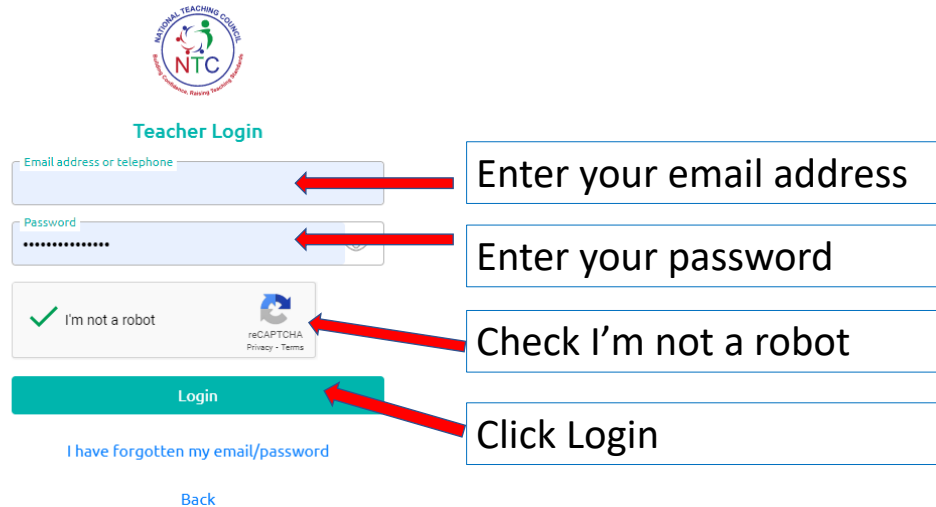 NATIONAL TEACHING COUNCIL
NTC
Building Confidence, Raising Teaching Standards
Teacher Login
Email address or telephone
Enter your email address
Password
•••••••••••••••
Enter your password
I'm not a robot
reCAPTCHA
Privacy - Terms
Check I’m not a robot
Login
Click Login
I have forgotten my email/password
Back